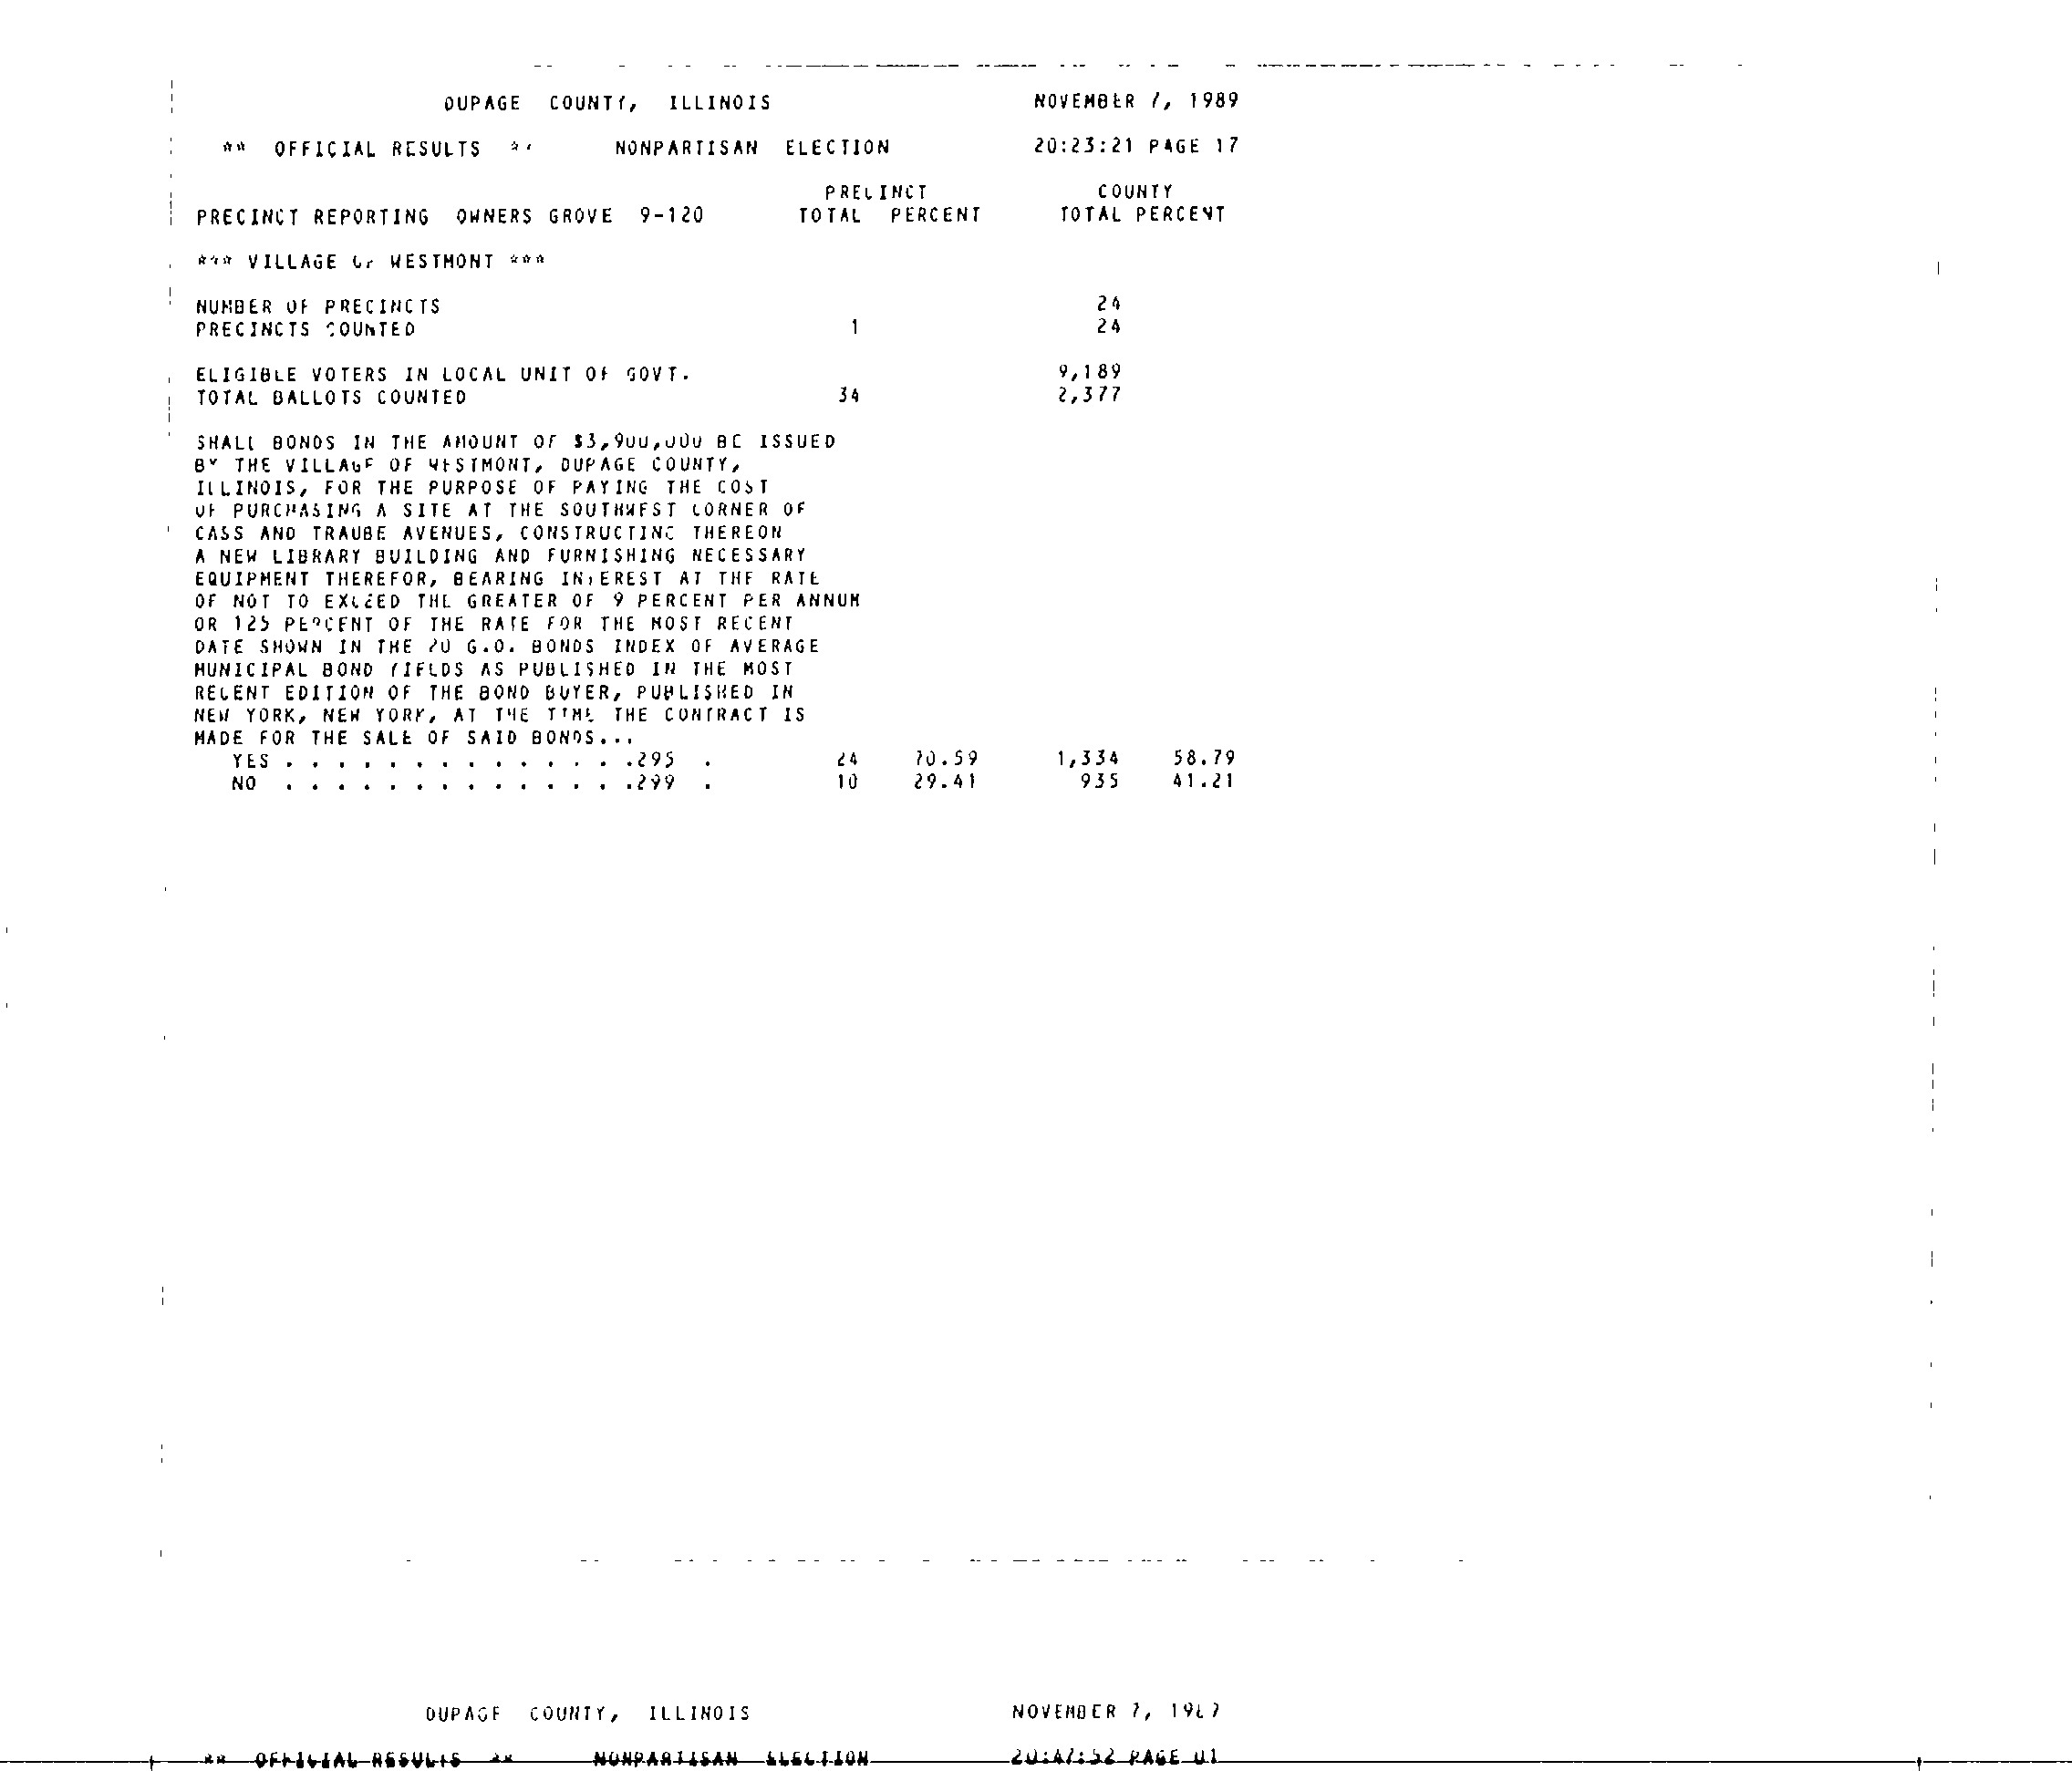 DUPAGE COUNTY, ILLINOIS NOVEMBER 7, 1989
** OFFICIAL RESULTS ** NONPARTISAN ELECTION 20:23:21 PAGE 17
PRECINCT COUNTY
PRECINCT REPORTING OWNERS GROVE 9-120 TOTAL PERCENT TOTAL PERCENT
*** VILLAGE OF WESTMONT ***
NUMBER OF PRECINCTS 24
PRECINCTS COUNTED 1 24
ELIGIBLE VOTERS IN LOCAL UNIT OF GOVT. 9,189
TOTAL BALLOTS COUNTED 34 2,377
SHALL BONDS IN THE AMOUNT OF $3,900,000 BE ISSUED
BY THE VILLAGE OF WESTMONT, DUPAGE COUNTY,
ILLINOIS, FOR THE PURPOSE OF PAYING THE COST
OF PURCHASING A SITE AT THE SOUTHWEST CORNER OF
CASS AND TRAUBE AVENUES, CONSTRUCTING THEREON
A NEW LIBRARY BUILDING AND FURNISHING NECESSARY
EQUIPMENT THEREFOR, BEARING INTEREST AT THE RATE
OF NOT TO EXCEED THE GREATER OF 9 PERCENT PER ANNUM
OR 125 PERCENT OF THE RATE FOR THE MOST RECENT
DATE SHOWN IN THE 20 G.O. BONDS INDEX OF AVERAGE
MUNICIPAL BOND YIELDS AS PUBLISHED IN THE MOST
RECENT EDITION OF THE BOND BUYER, PUBLISHED IN
NEW YORK, NEW YORK, AT THE TIME THE CONTRACT IS
MADE FOR THE SALE OF SAID BONDS...
YES . . . . . . . . . . . . . .295 . 24 70.59 1,334 58.79
NO . . . . . . . . . . . . . .299 . 10 29.41 935 41.21
DUPAGE COUNTY, ILLINOIS NOVEMBER 7, 1989
** OFFICIAL RESULTS ** NONPARTISAN ELECTION 20:47:52 PAGE 01